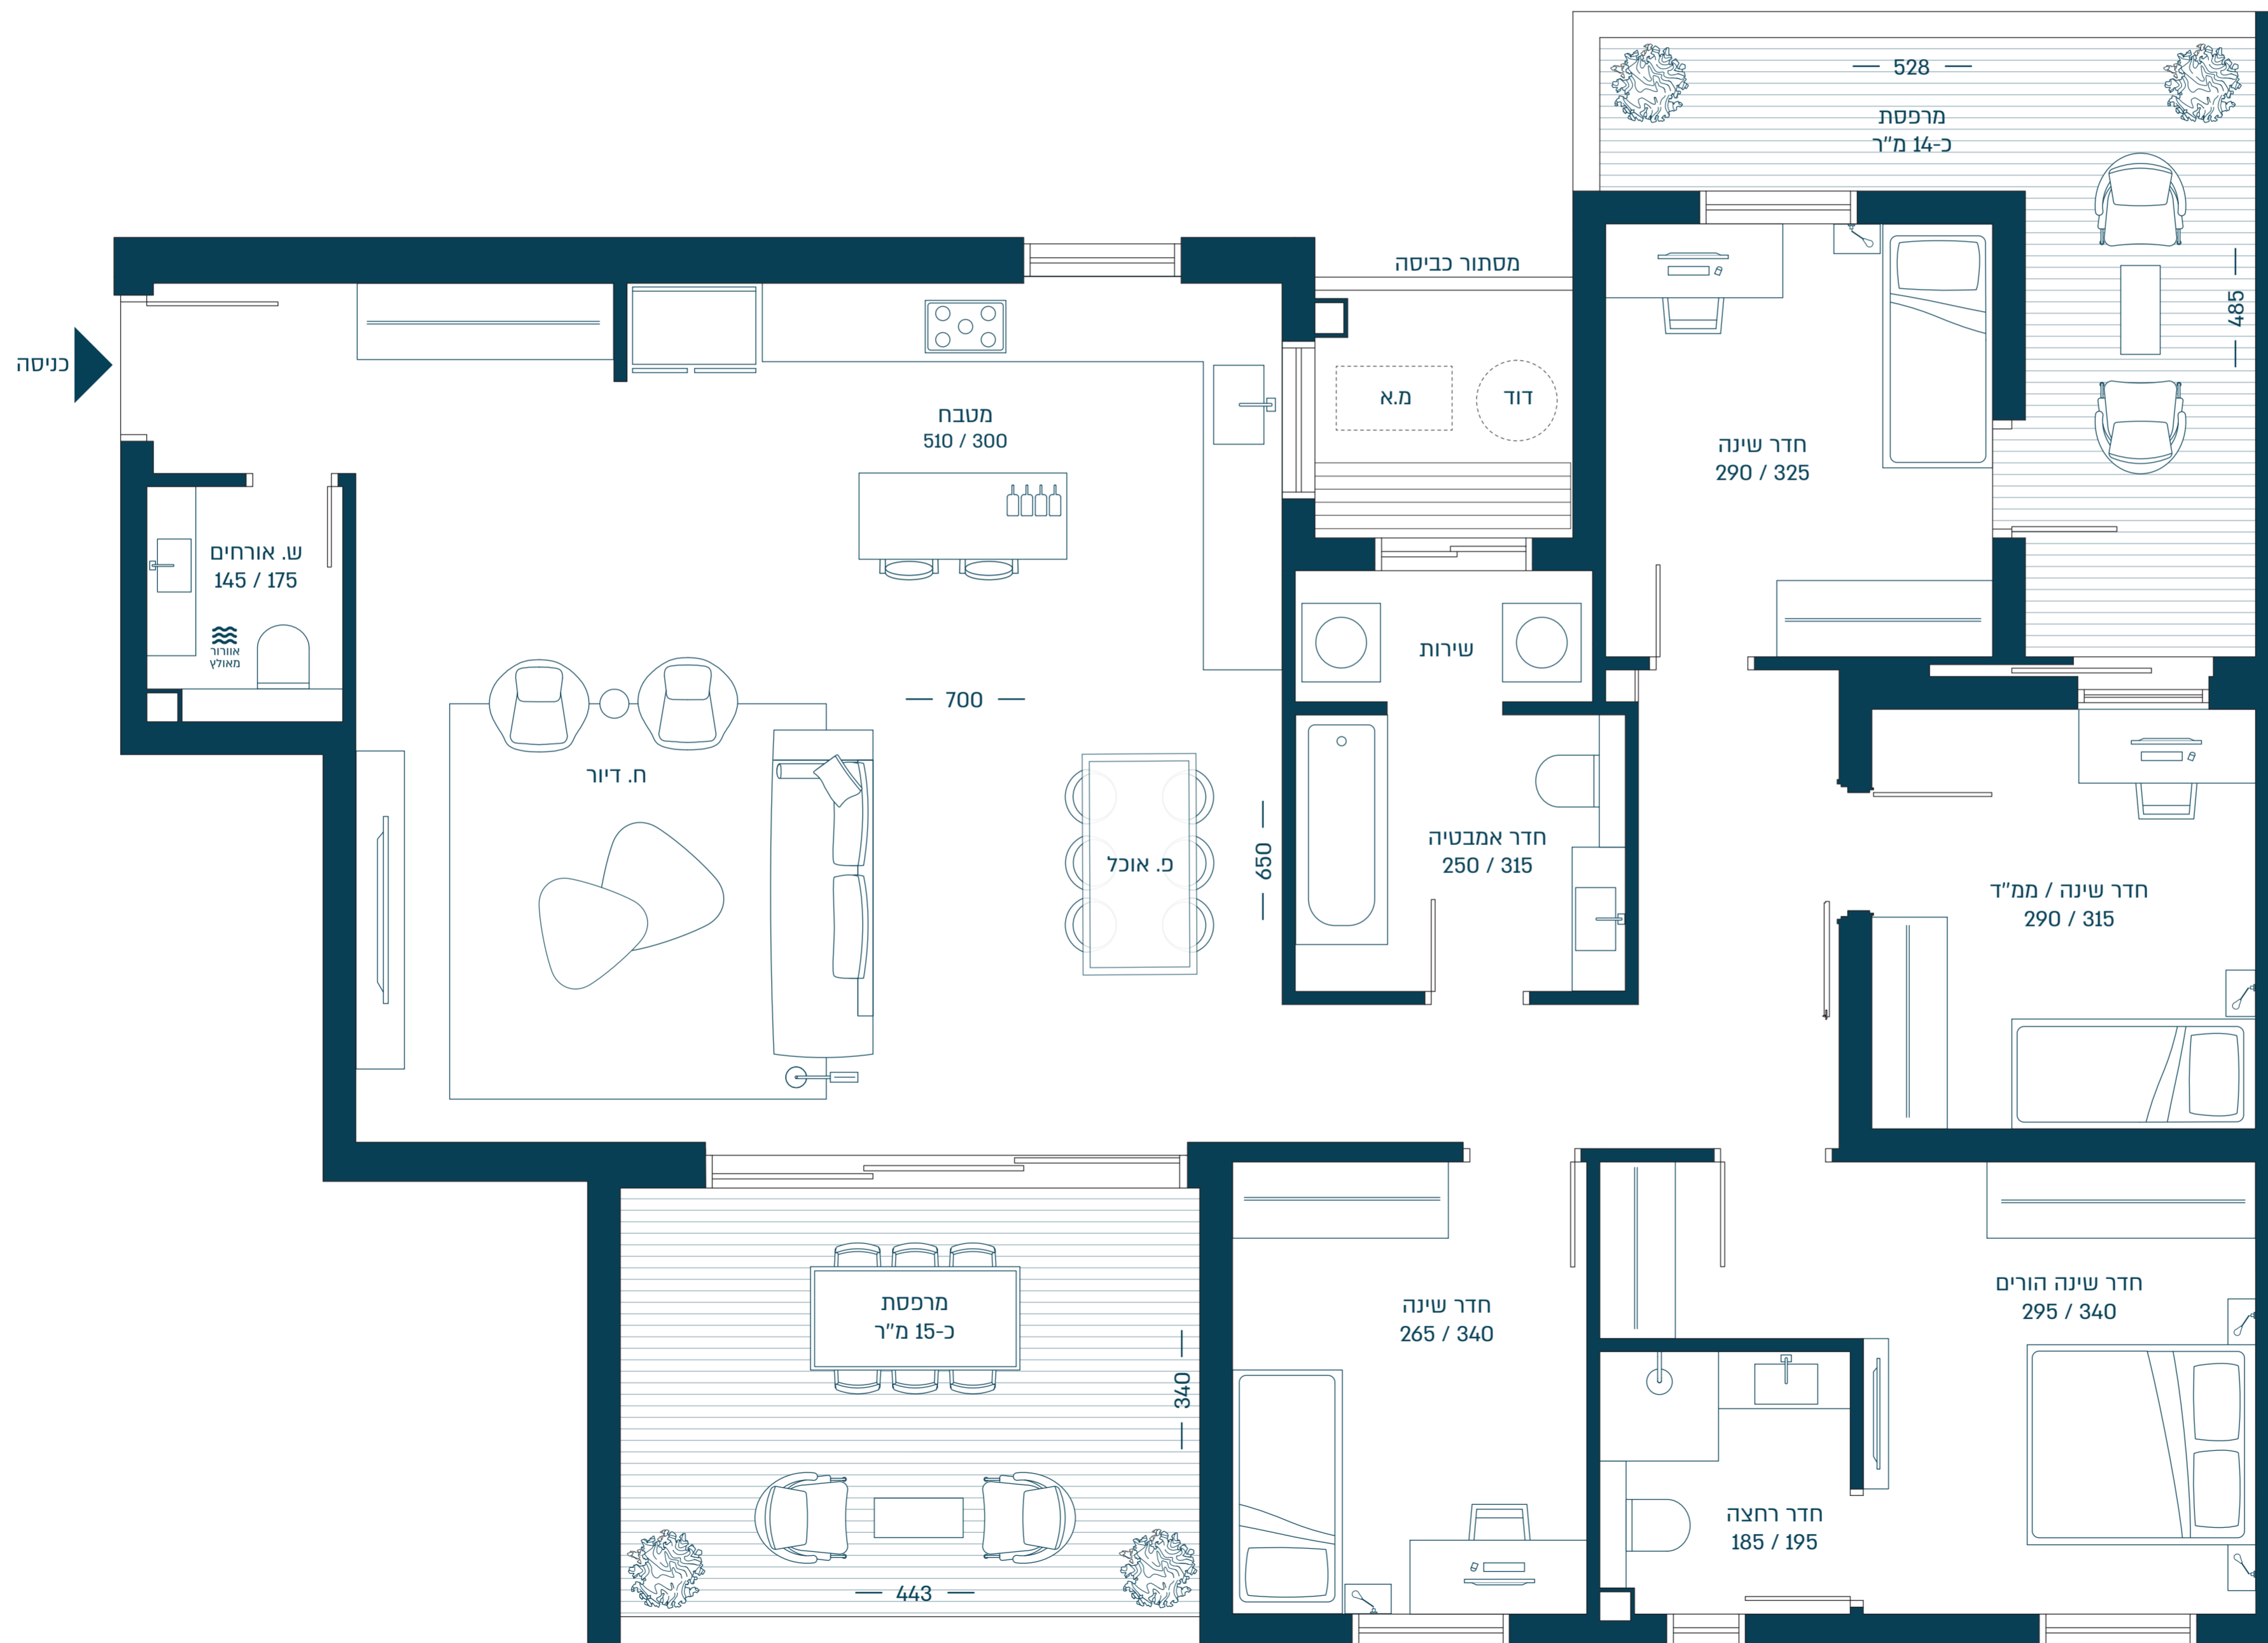 528
מרפסת
כ-14 מ"ר
485
מסתור כביסה
כניסה
מ.א
דוד
מטבח
510 / 300
חדר שינה
290 / 325
ש. אורחים
145 / 175
אוורור
מאולץ
שירות
700
ח. דיור
650
פ. אוכל
חדר אמבטיה
250 / 315
חדר שינה / ממ"ד
290 / 315
מרפסת
כ-15 מ"ר
340
443
חדר שינה
265 / 340
חדר שינה הורים
295 / 340
חדר רחצה
185 / 195